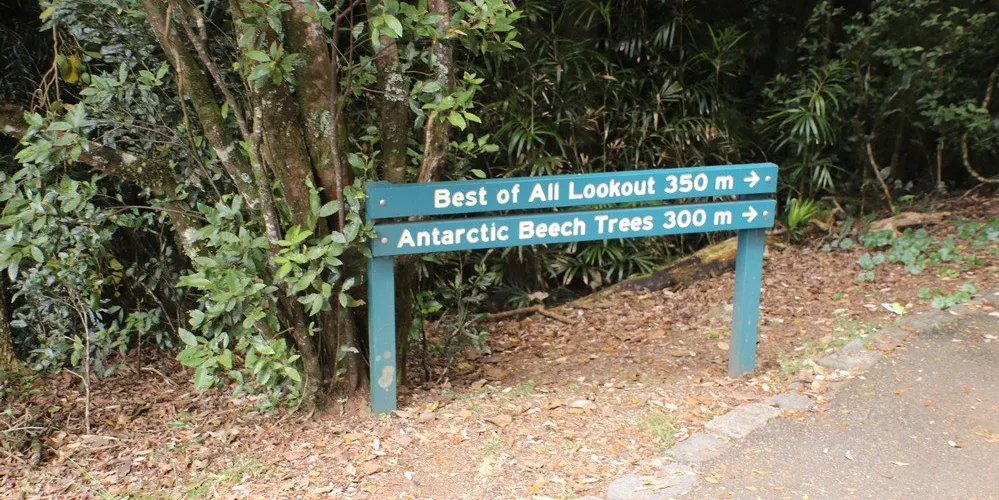 Best of All Lookout 350 m →
Antarctic Beech Trees 300 m →